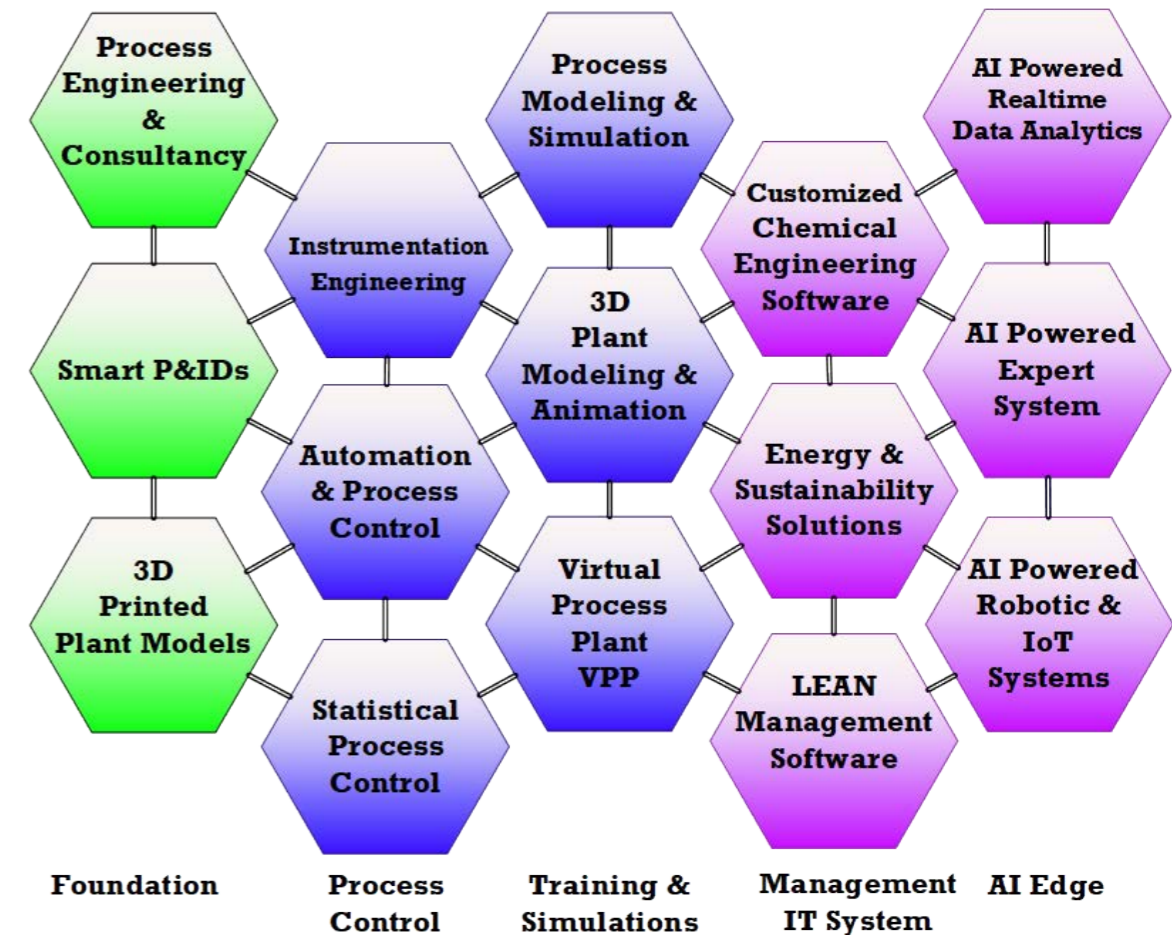 Process
Engineering
&
Consultancy
Process
Modeling &
Simulation
AI Powered
Realtime
Data Analytics
Instrumentation
Engineering
Customized
Chemical
Engineering
Software
Smart P&IDs
3D
Plant
Modeling &
Animation
AI Powered
Expert
System
Automation
& Process
Control
Energy &
Sustainability
Solutions
3D
Printed
Plant Models
Virtual
Process
Plant
VPP
AI Powered
Robotic &
IoT
Systems
Statistical
Process
Control
LEAN
Management
Software
Foundation
Process
Control
Training &
Simulations
Management
IT System
AI Edge